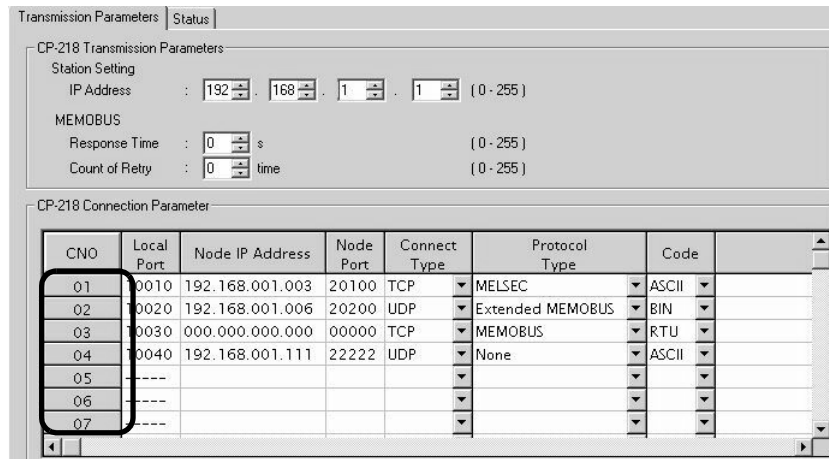 Transmission Parameters Status
CP-218 Transmission Parameters
Station Setting
IP Address : 192 . 168 . 1 . 1 ( 0 - 255 )
MEMOBUS
Response Time : 0 s ( 0 - 255 )
Count of Retry : 0 time ( 0 - 255 )
CP-218 Connection Parameter
CNO Local Port Node IP Address Node Port Connect Type Protocol Type Code
01 10010 192.168.001.003 20100 TCP MELSEC ASCII
02 10020 192.168.001.006 20200 UDP Extended MEMOBUS BIN
03 10030 000.000.000.000 00000 TCP MEMOBUS RTU
04 10040 192.168.001.111 22222 UDP None ASCII
05 -----
06 -----
07 -----